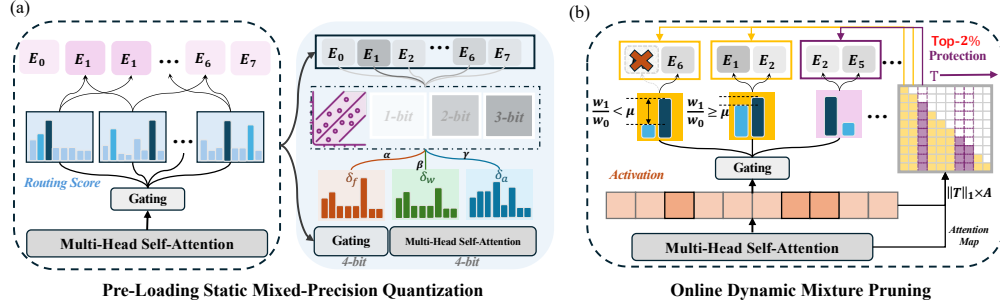 (a)
E0 E1 E1 ••• E6 E7
Routing Score
•••
Gating
Multi-Head Self-Attention
E0 E1 E2 ••• E6 E7
1-bit 2-bit 3-bit
α β γ
δf δw δa
Gating Multi-Head Self-Attention
4-bit 4-bit
Pre-Loading Static Mixed-Precision Quantization
(b)
E6 E1 E2 E2 E5
Top-2%
Protection
T
w1/w0 < μ w1/w0 ≥ μ •••
Gating
Activation
||T||1 × A
Multi-Head Self-Attention
Attention
Map
Online Dynamic Mixture Pruning